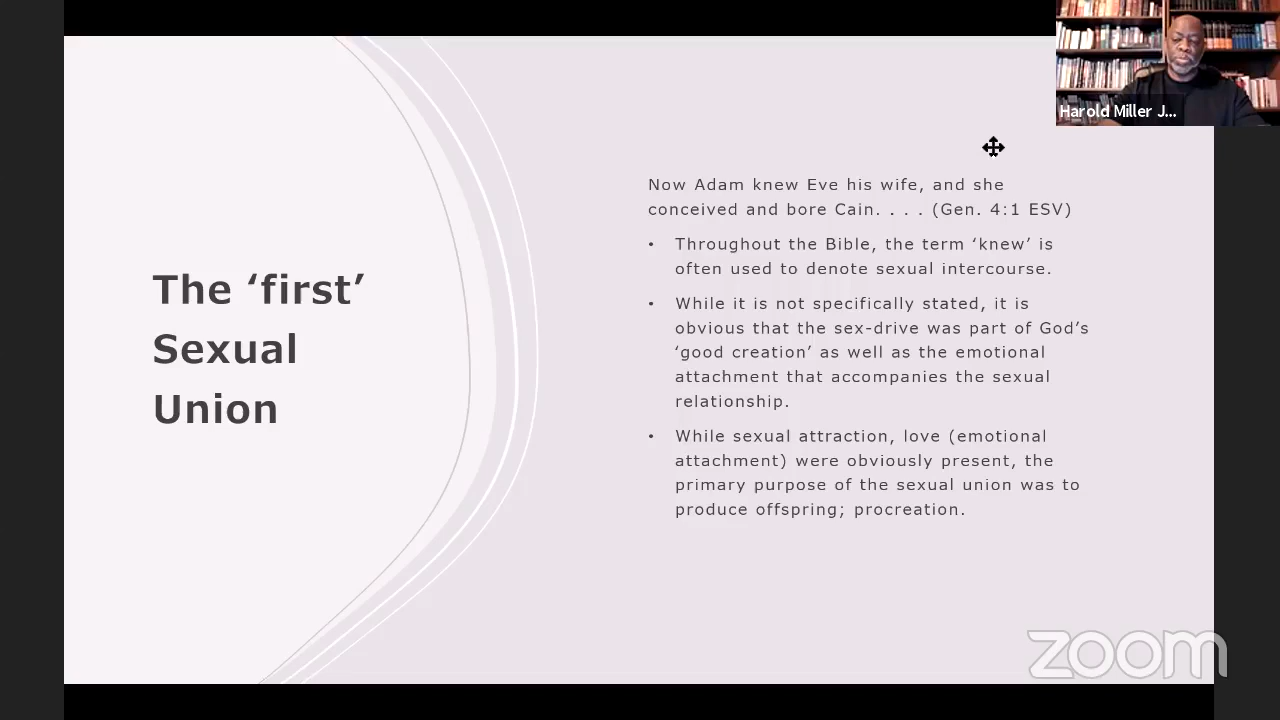 Harold Miller J...
The ‘first’
Sexual
Union
Now Adam knew Eve his wife, and she
conceived and bore Cain. . . . (Gen. 4:1 ESV)
• Throughout the Bible, the term ‘knew’ is
often used to denote sexual intercourse.
• While it is not specifically stated, it is
obvious that the sex-drive was part of God’s
‘good creation’ as well as the emotional
attachment that accompanies the sexual
relationship.
• While sexual attraction, love (emotional
attachment) were obviously present, the
primary purpose of the sexual union was to
produce offspring; procreation.
zoom